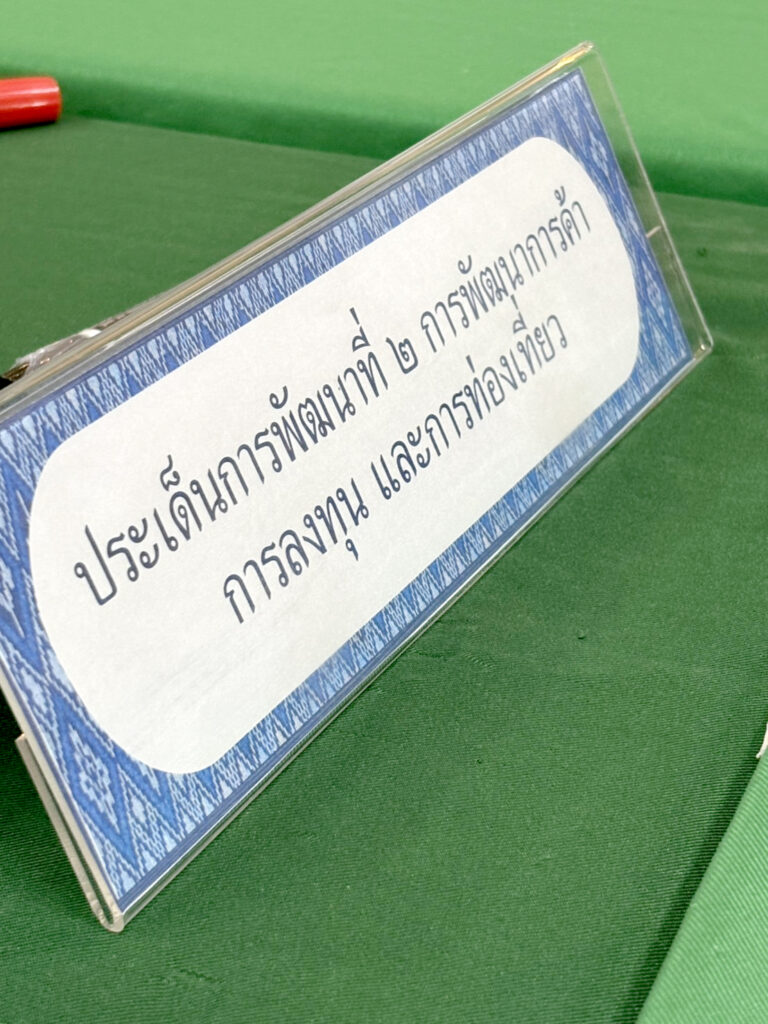 ประเด็นการพัฒนาที่ ๒ การพัฒนาการค้า
การลงทุน และการท่องเที่ยว